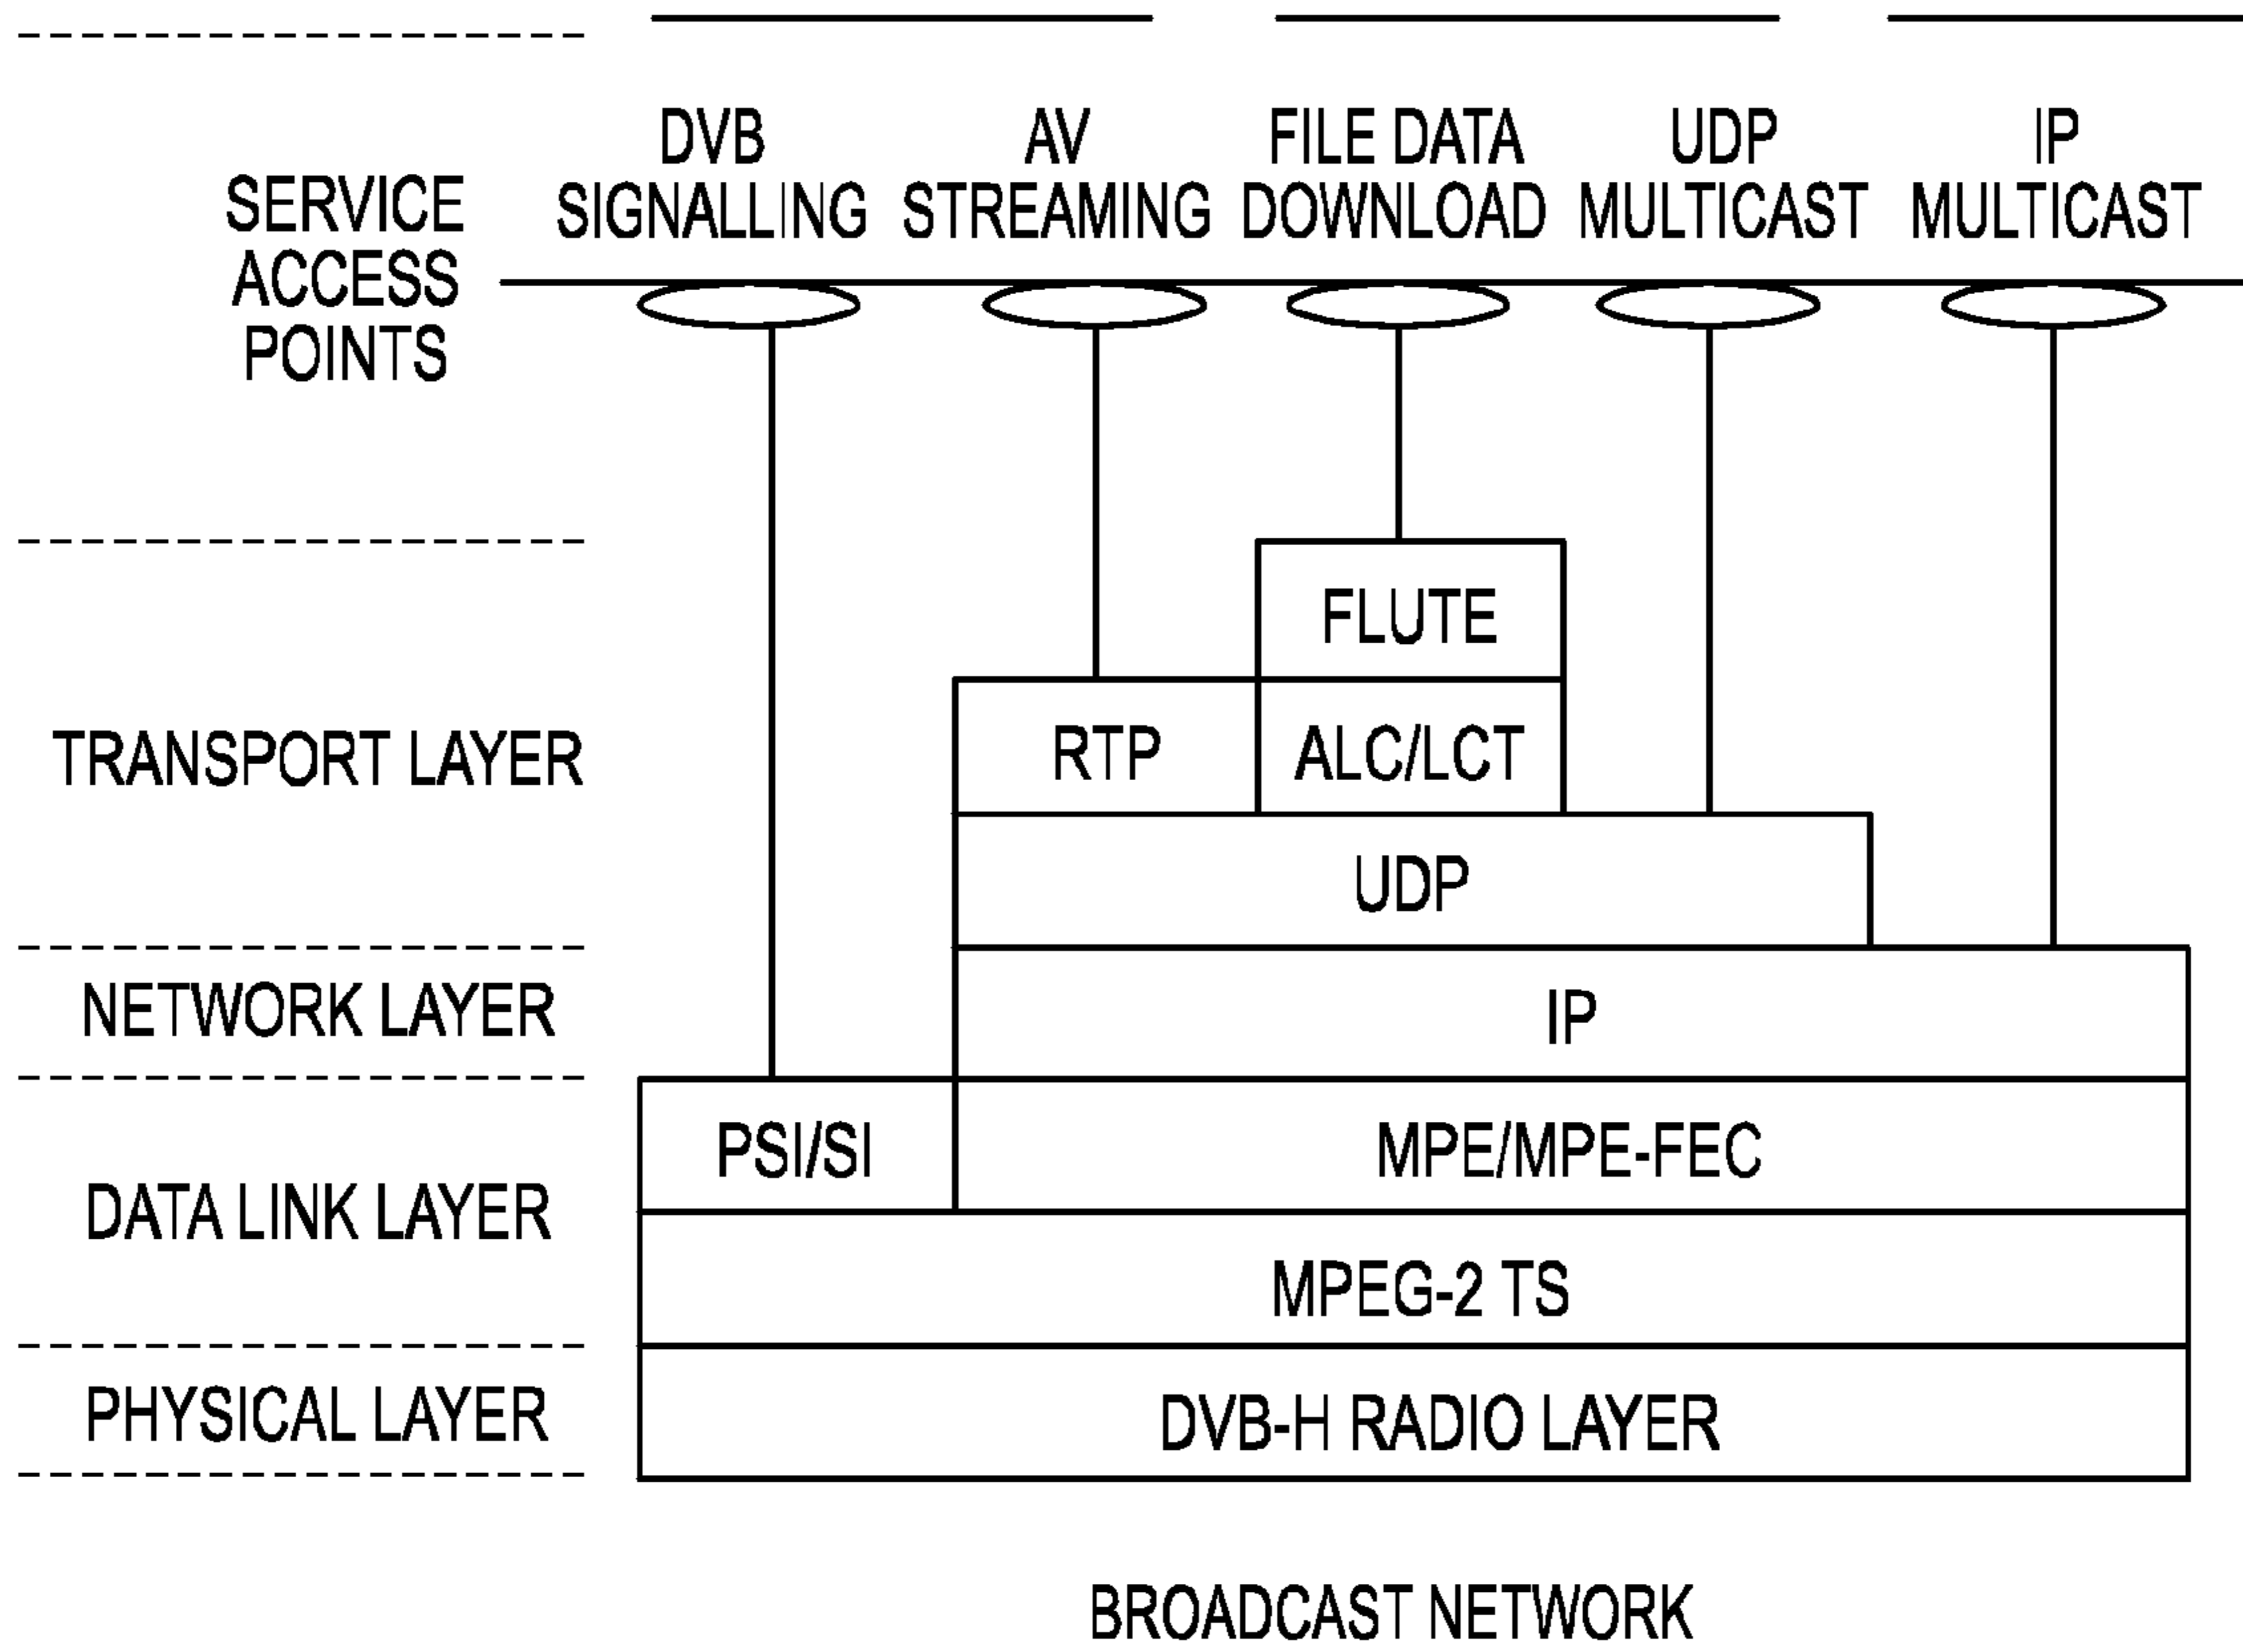 SERVICE
ACCESS
POINTS
DVB
SIGNALLING
AV
STREAMING
FILE DATA
DOWNLOAD
UDP
MULTICAST
IP
MULTICAST
TRANSPORT LAYER
FLUTE
RTP
ALC/LCT
UDP
NETWORK LAYER
IP
DATA LINK LAYER
PSI/SI
MPE/MPE-FEC
MPEG-2 TS
PHYSICAL LAYER
DVB-H RADIO LAYER
BROADCAST NETWORK